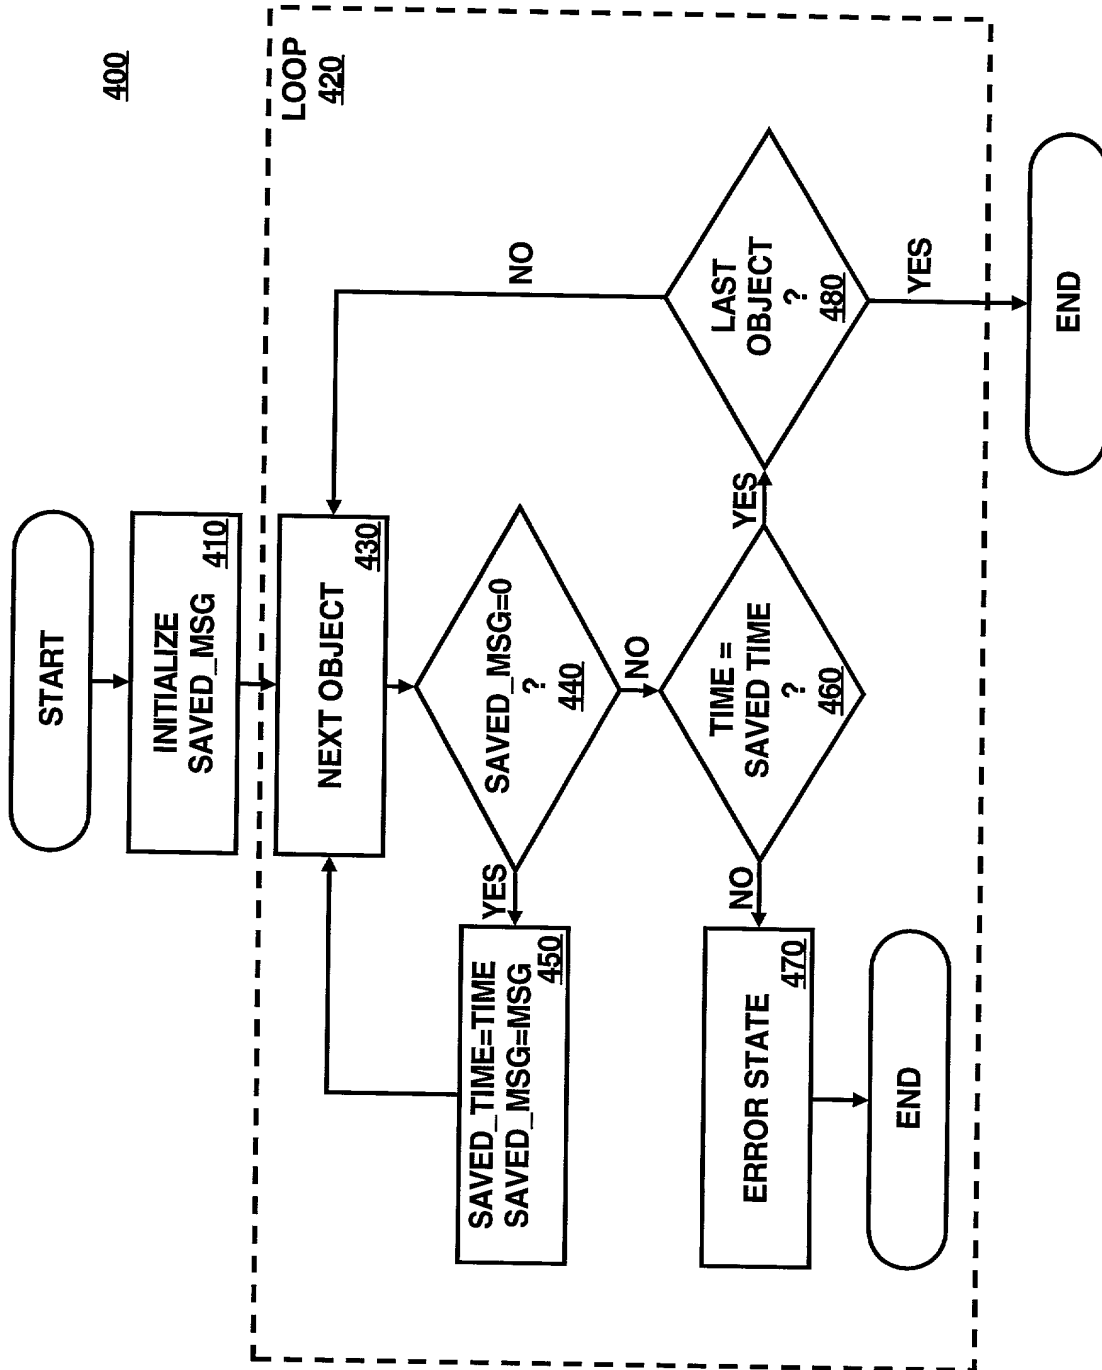 400
START
INITIALIZE
SAVED_MSG
410
LOOP
420
NEXT OBJECT
430
SAVED_MSG=0
?
440
YES
NO
SAVED_TIME=TIME
SAVED_MSG=MSG
450
TIME =
SAVED TIME
?
460
NO
YES
ERROR STATE
470
END
LAST
OBJECT
?
480
NO
YES
END